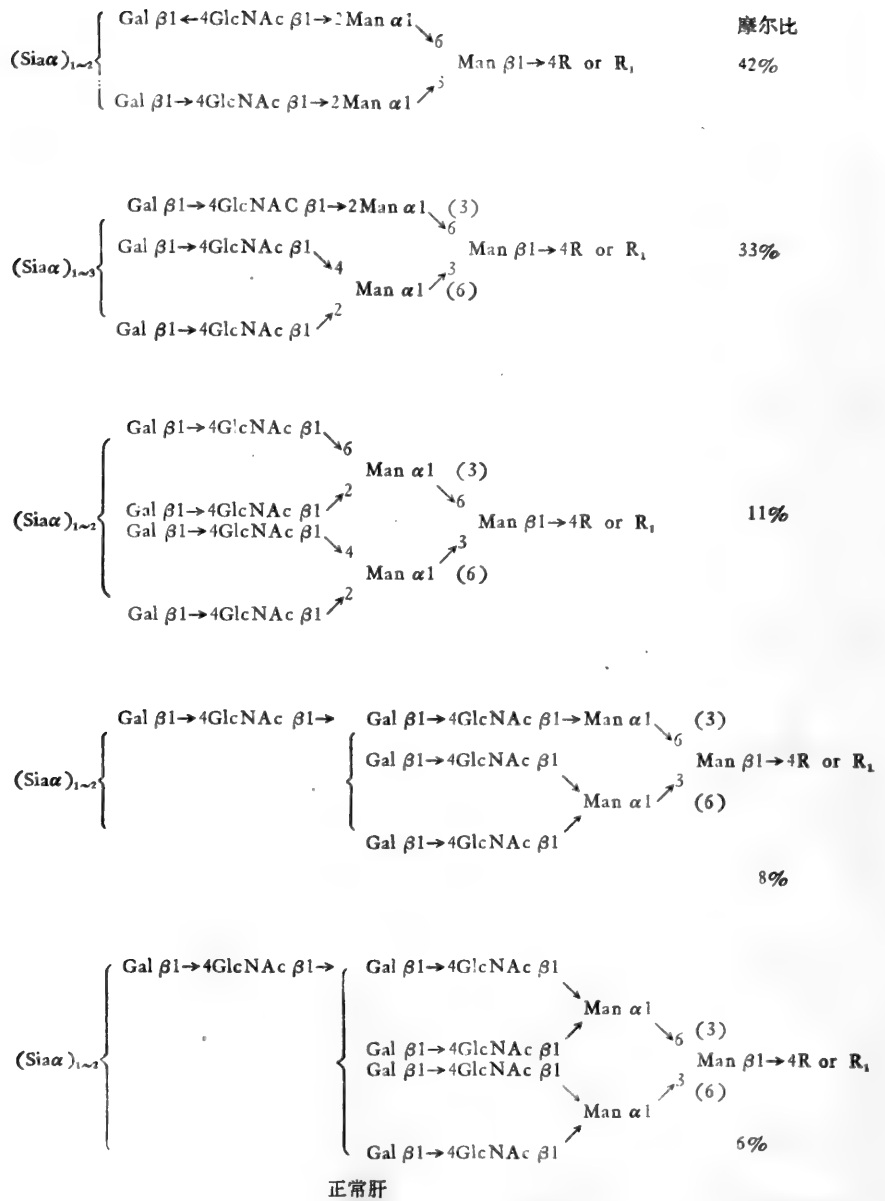 摩尔比
Gal β1←4GlcNAc β1→2Man α1↘6
(Siaα)₁~₂ Man β1→4R or R₁ 42%
Gal β1→4GlcNAc β1→2Man α1↗3
Gal β1→4GlcNAC β1→2Man α1↘6 (3)
Gal β1→4GlcNAc β1↘4 Man β1→4R or R₁ 33%
(Siaα)₁~₃ Man α1↗3 (6)
Gal β1→4GlcNAc β1↗2
Gal β1→4GlcNAc β1↘6
Man α1 (3)
↘6
Gal β1→4GlcNAc β1↗2
(Siaα)₁~₂ Man β1→4R or R₁ 11%
Gal β1→4GlcNAc β1↘4
↗3
Man α1 (6)
Gal β1→4GlcNAc β1↗2
Gal β1→4GlcNAc β1→ Gal β1→4GlcNAc β1→Man α1↘6 (3)
Gal β1→4GlcNAc β1↘ Man β1→4R or R₁
(Siaα)₁~₂ Man α1↗3 (6)
Gal β1→4GlcNAc β1↗
8%
Gal β1→4GlcNAc β1→ Gal β1→4GlcNAc β1↘
Man α1
↘6 (3)
Gal β1→4GlcNAc β1↗
(Siaα)₁~₂ Man β1→4R or R₁
Gal β1→4GlcNAc β1↘
↗3 (6)
Man α1
6%
Gal β1→4GlcNAc β1↗
正常肝